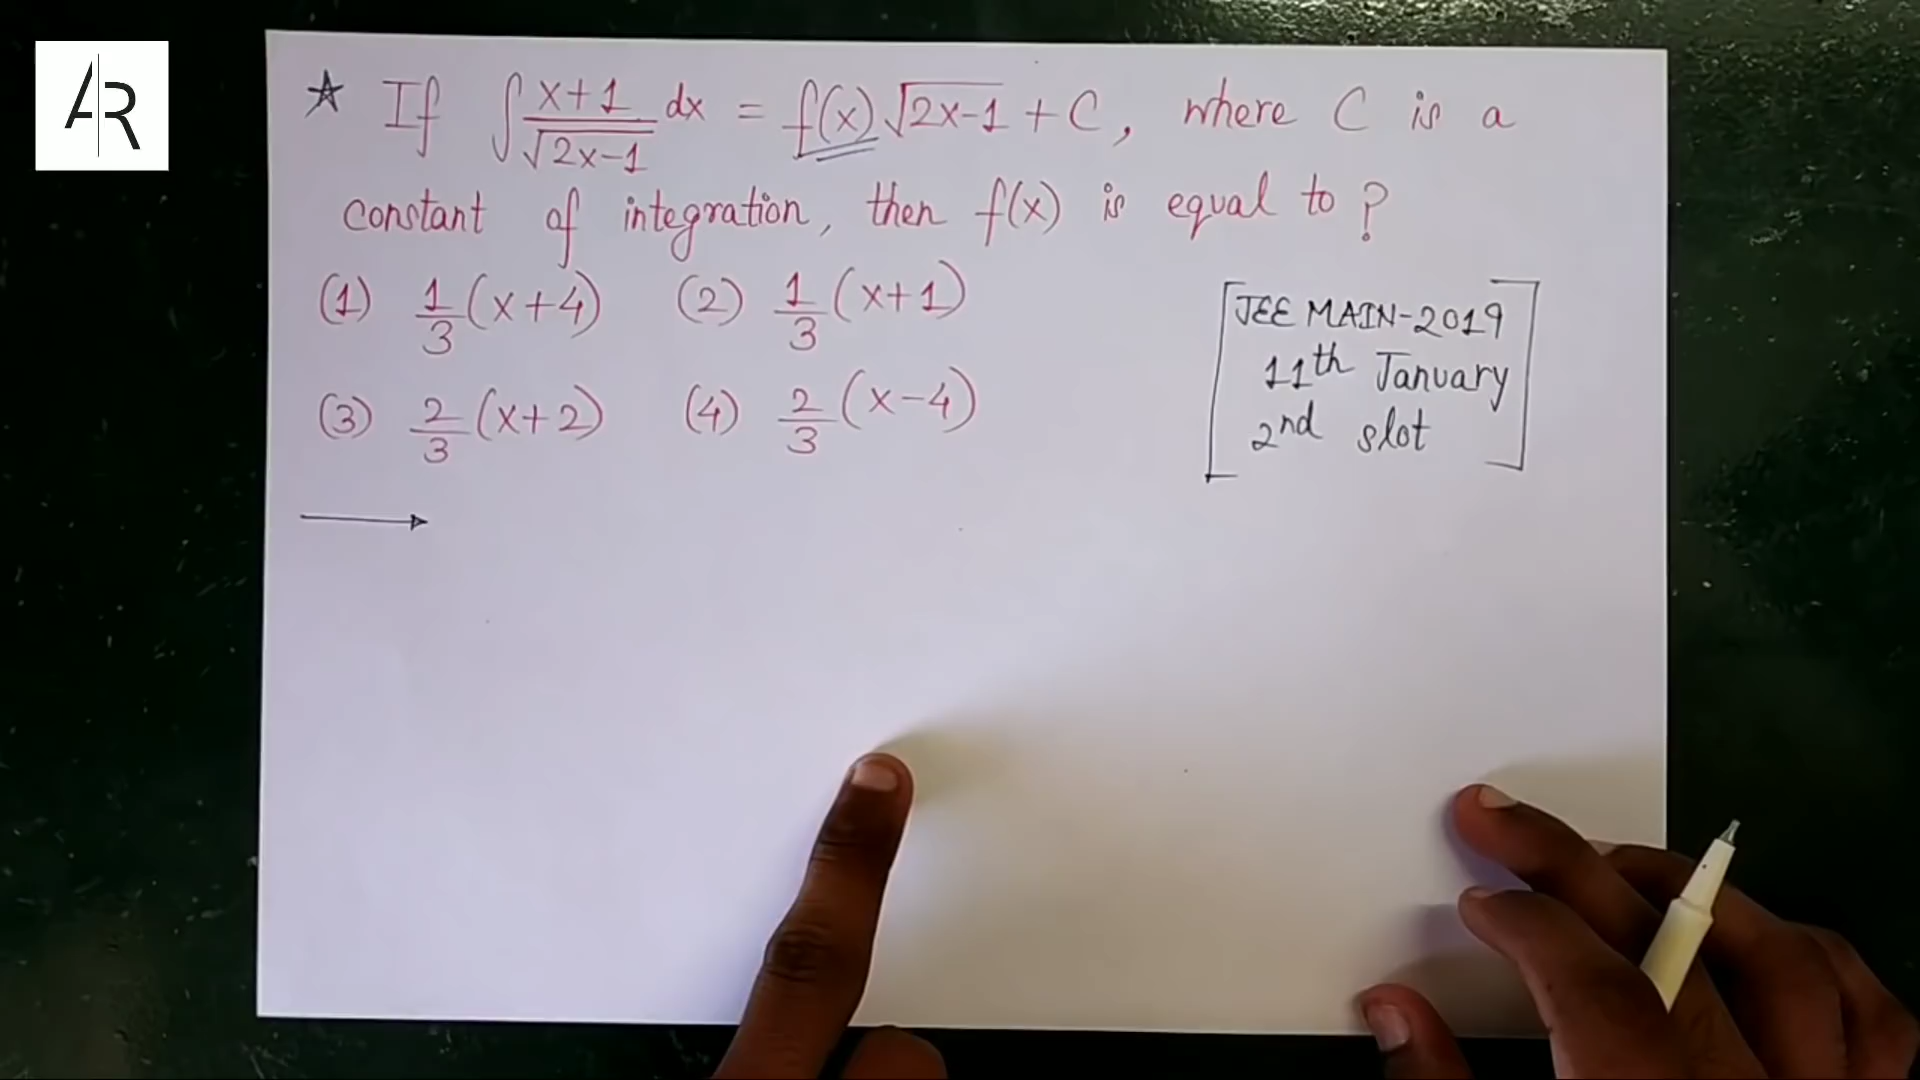 AR
☆ If ∫ x+1/√2x-1 dx = f(x)√2x-1 + C, where C is a
constant of integration, then f(x) is equal to ?
(1) 1/3 (x+4) (2) 1/3 (x+1)
(3) 2/3 (x+2) (4) 2/3 (x-4)
[JEE MAIN-2019
11th January
2nd slot]